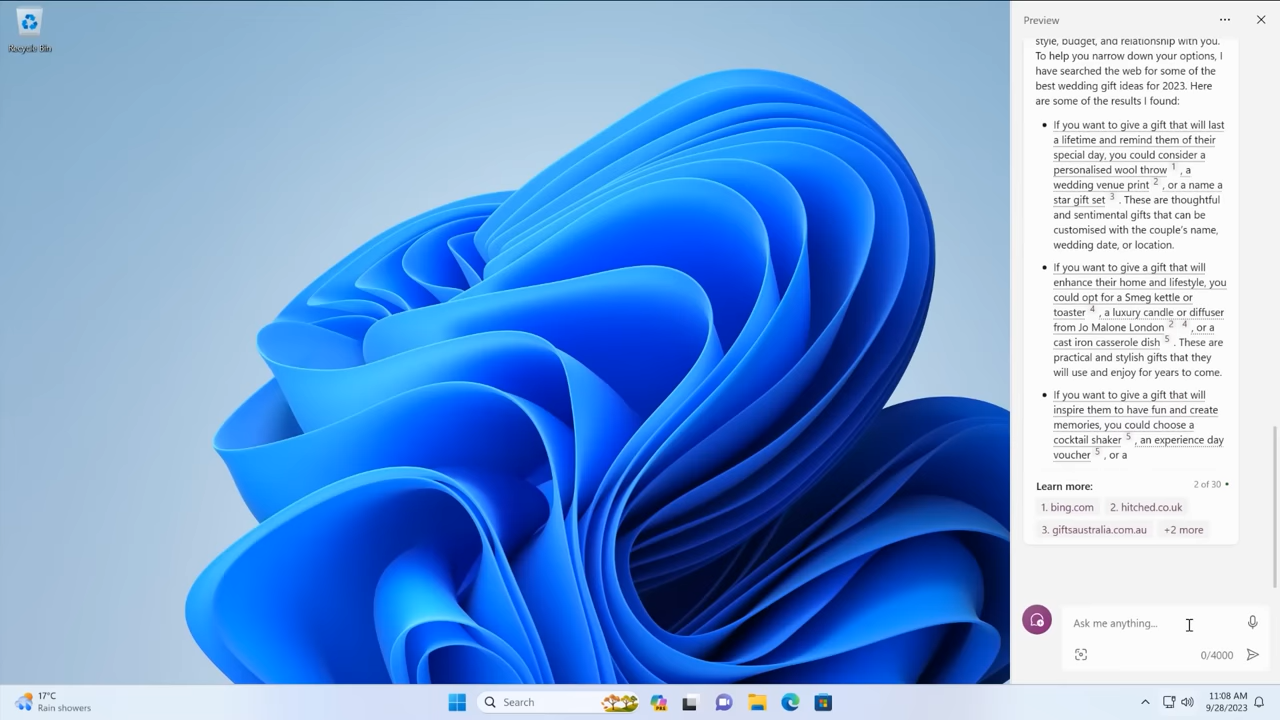 Recycle Bin
Preview
style, budget, and relationship with you.
To help you narrow down your options, I
have searched the web for some of the
best wedding gift ideas for 2023. Here
are some of the results I found:
• If you want to give a gift that will last
a lifetime and remind them of their
special day, you could consider a
personalised wool throw 1 , a
wedding venue print 2 , or a name a
star gift set 3 . These are thoughtful
and sentimental gifts that can be
customised with the couple's name,
wedding date, or location.
• If you want to give a gift that will
enhance their home and lifestyle, you
could opt for a Smeg kettle or
toaster 4 , a luxury candle or diffuser
from Jo Malone London 2 4 , or a
cast iron casserole dish 5 . These are
practical and stylish gifts that they
will use and enjoy for years to come.
• If you want to give a gift that will
inspire them to have fun and create
memories, you could choose a
cocktail shaker 5 , an experience day
voucher 5 , or a
Learn more:
2 of 30 •
1. bing.com 2. hitched.co.uk
3. giftsaustralia.com.au +2 more
Ask me anything...
0/4000
17°C
Rain showers
Search
PRE
11:08 AM
9/28/2023